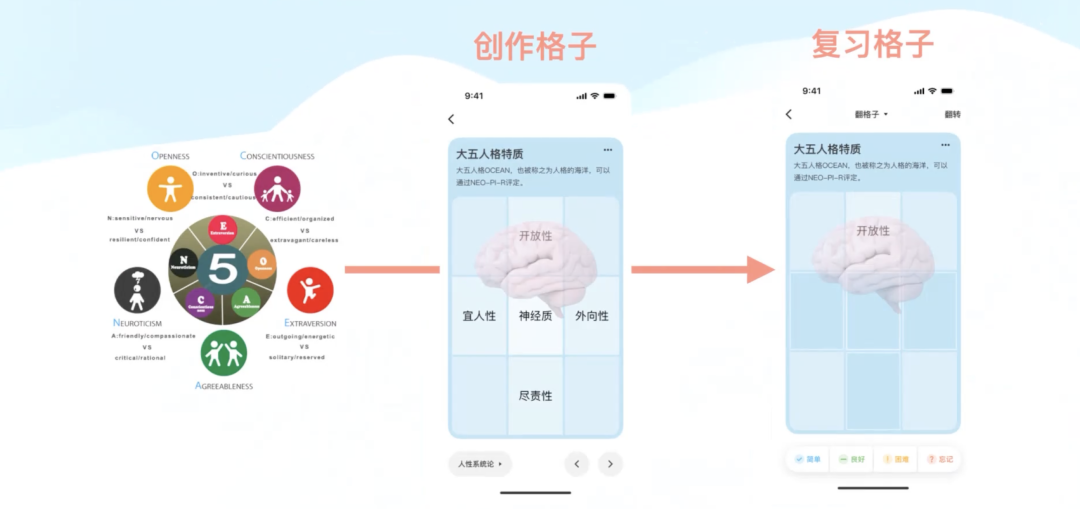 创作格子
复习格子
OPENNESS
CONSCIENTIOUSNESS
O:inventive/curious
VS
consistent/cautious
N:sensitive/nervous
VS
resilient/confident
C:efficient/organized
VS
extravagant/careless
E
Extraversion
N
Neuroticism
5
O
Openness
C
A
Agreeableness
NEUROTICISM
EXTRAVERSION
A:friendly/compassionate
VS
critical/rational
E:outgoing/energetic
VS
solitary/reserved
AGREEABLENESS
9:41
大五人格特质
大五人格OCEAN,也被称之为人格的海洋,可以
通过NEO-PI-R评定。
开放性
宜人性
神经质
外向性
尽责性
人性系统论
9:41
翻格子
翻转
大五人格特质
大五人格OCEAN,也被称之为人格的海洋,可以
通过NEO-PI-R评定。
开放性
简单
良好
困难
忘记